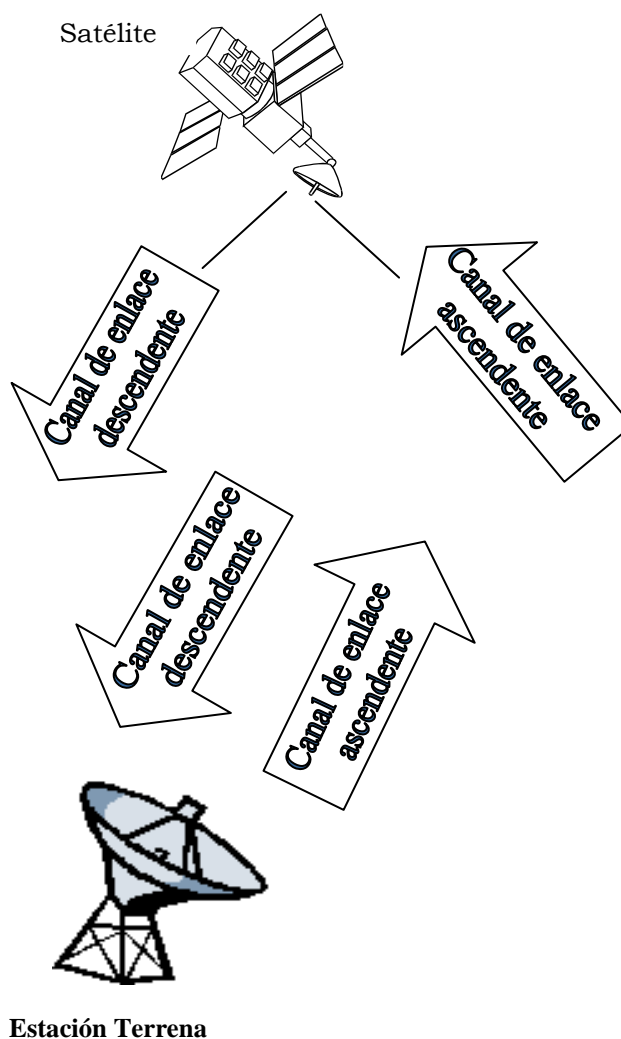 Satélite
Canal de enlace
descendente
Canal de enlace
ascendente
Canal de enlace
descendente
Canal de enlace
ascendente
Estación Terrena